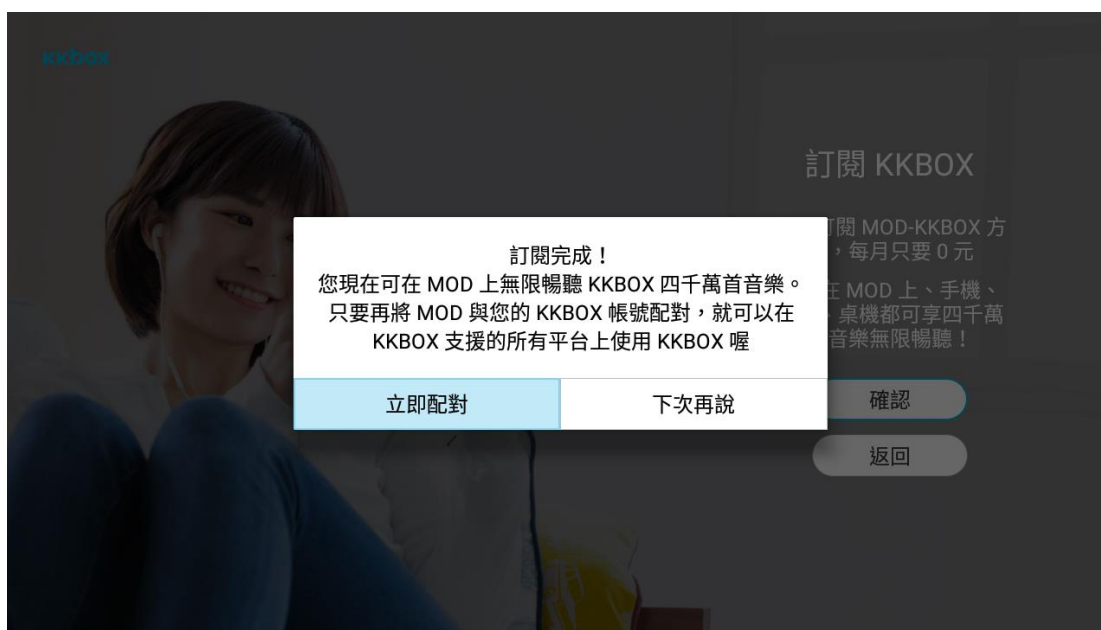 KKBOX
訂閱 KKBOX
訂閱 MOD-KKBOX 方
，每月只要 0 元
在 MOD 上、手機、
、桌機都可享四千萬
音樂無限暢聽！
訂閱完成！
您現在可在 MOD 上無限暢聽 KKBOX 四千萬首音樂。
只要再將 MOD 與您的 KKBOX 帳號配對，就可以在
KKBOX 支援的所有平台上使用 KKBOX 喔
立即配對
下次再說
確認
返回